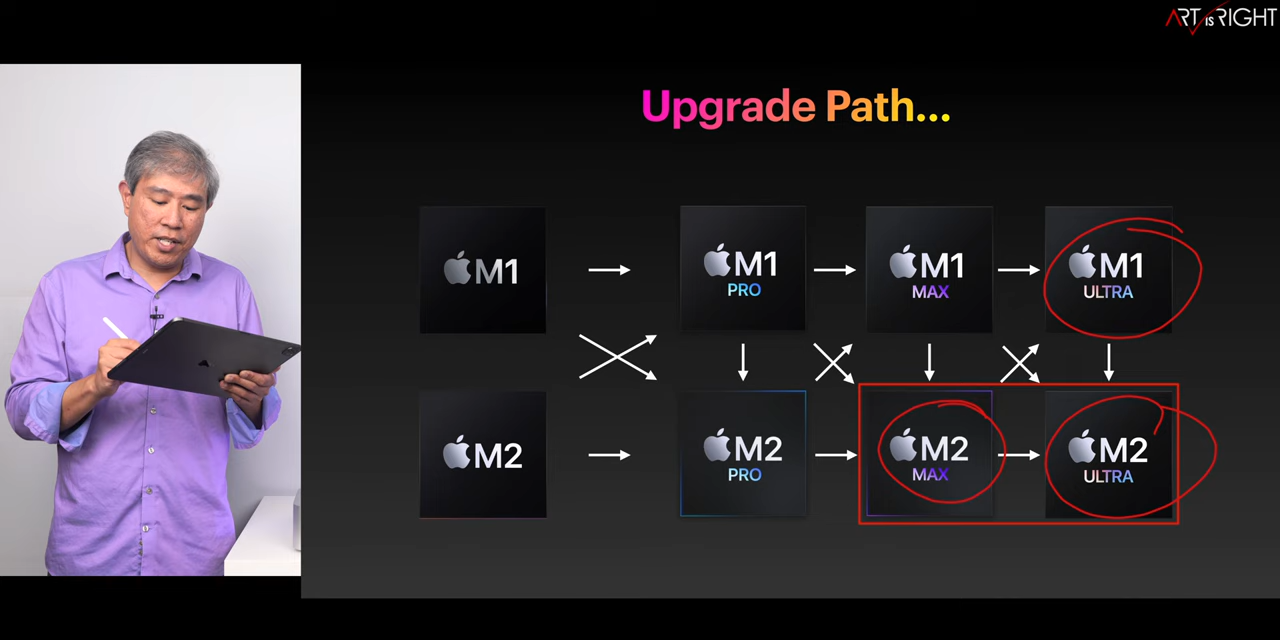 ART IS RIGHT
Upgrade Path...
M1
M1
PRO
M1
MAX
M1
ULTRA
M2
M2
PRO
M2
MAX
M2
ULTRA